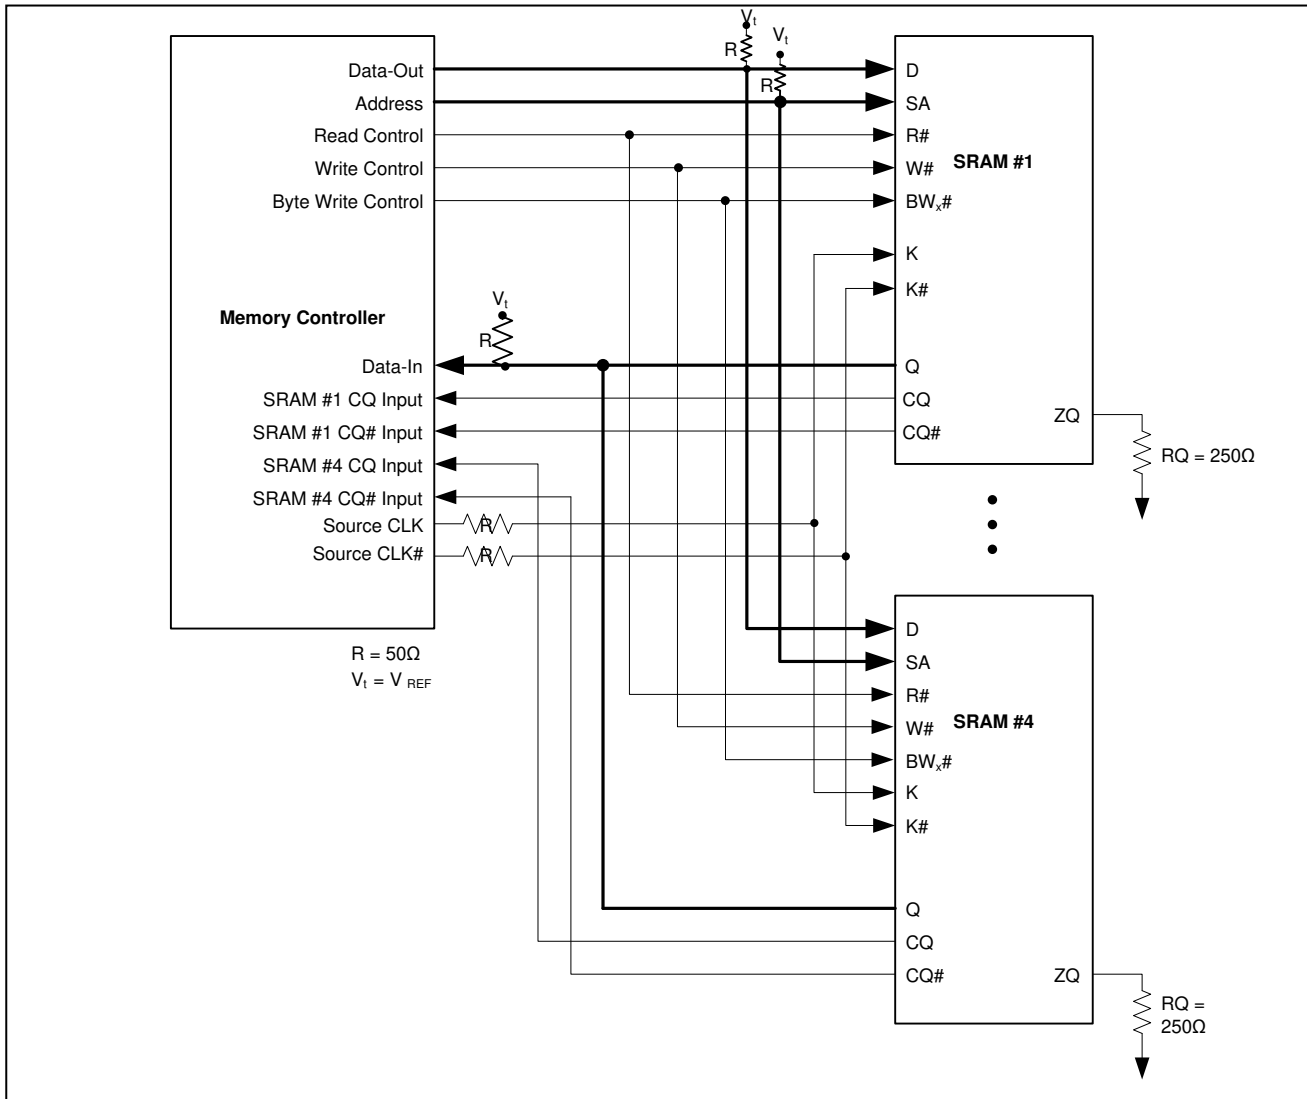 Vt
Vt
R
R
Data-Out
Address
Read Control
Write Control
Byte Write Control
Memory Controller
Vt
R
Data-In
SRAM #1 CQ Input
SRAM #1 CQ# Input
SRAM #4 CQ Input
SRAM #4 CQ# Input
Source CLK
R
Source CLK#
R
R = 50Ω
Vt = V REF
D
SA
R#
SRAM #1
W#
BWx#
K
K#
Q
CQ
CQ#
ZQ
RQ = 250Ω
D
SA
R#
SRAM #4
W#
BWx#
K
K#
Q
CQ
CQ#
ZQ
RQ =
250Ω